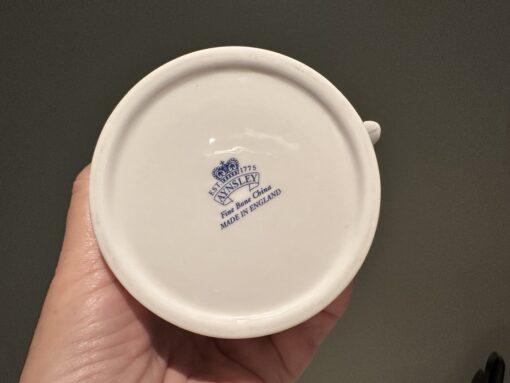 EST 1775
AYNSLEY
Fine Bone China
MADE IN ENGLAND